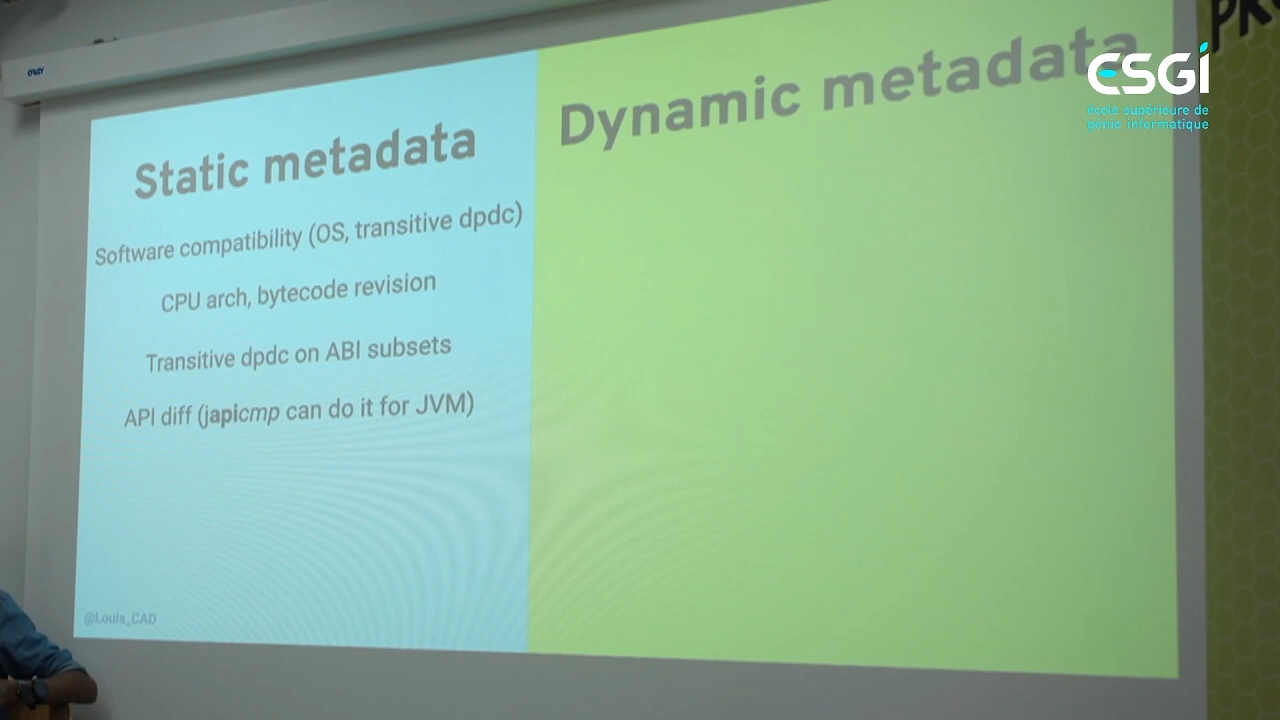 Static metadata
Software compatibility (OS, transitive dpdc)
CPU arch, bytecode revision
Transitive dpdc on ABI subsets
API diff (japicmp can do it for JVM)
@Louis_CAD
Dynamic metadata
ESGI
école supérieure de
génie informatique